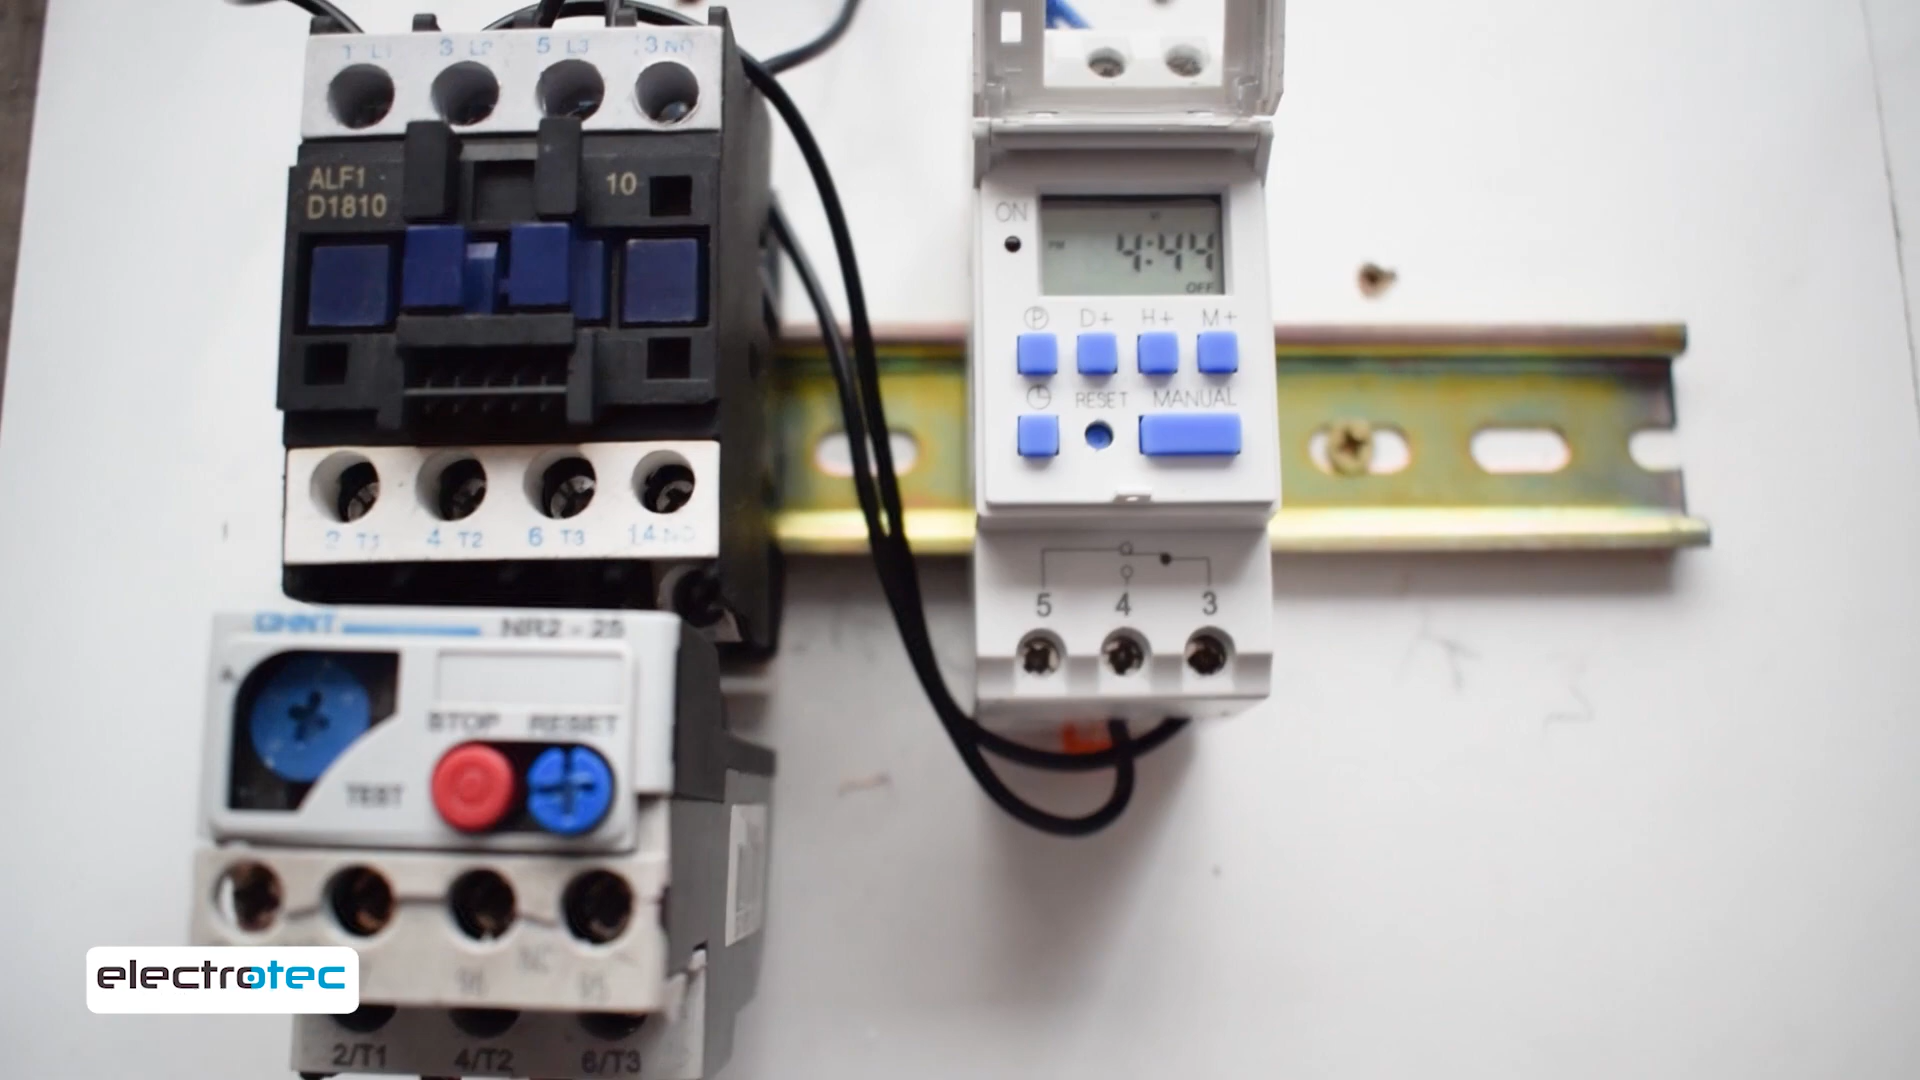 1 L1 3 L2 5 L3 13 NO
ALF1
D1810
10
2 T1 4 T2 6 T3 14 NO
CHNT NR2-25
A
STOP RESET
TEST
NC
2/T1 4/T2 6/T3
ON
PM 4:44
OFF
P D+ H+ M+
RESET MANUAL
5 4 3
electrotec